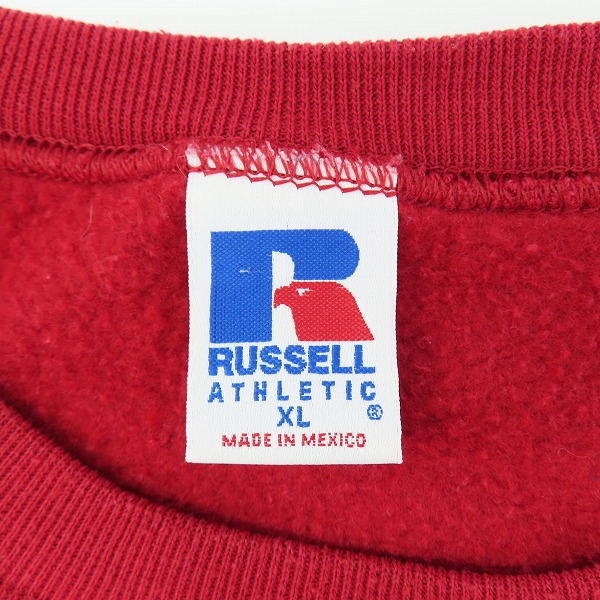 R
RUSSELL
ATHLETIC
XL ®
MADE IN MEXICO